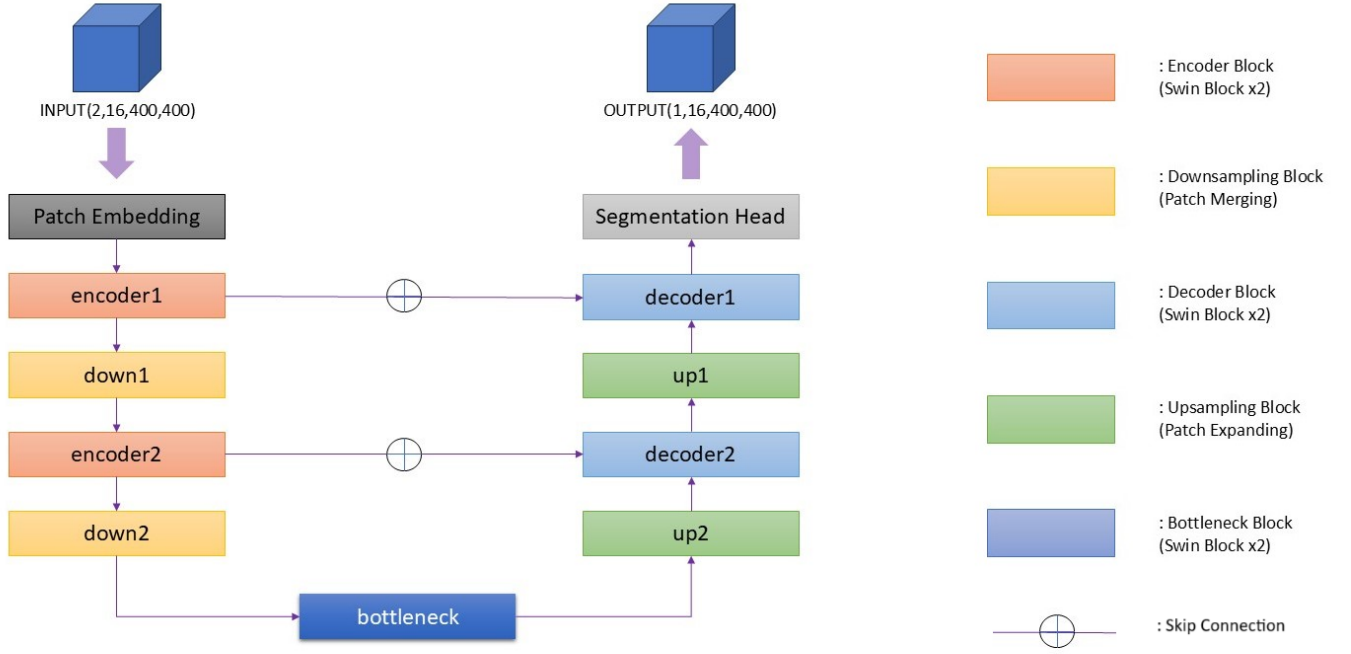 INPUT(2,16,400,400)
OUTPUT(1,16,400,400)
Patch Embedding
Segmentation Head
encoder1
decoder1
down1
up1
encoder2
decoder2
down2
up2
bottleneck
: Encoder Block
(Swin Block x2)
: Downsampling Block
(Patch Merging)
: Decoder Block
(Swin Block x2)
: Upsampling Block
(Patch Expanding)
: Bottleneck Block
(Swin Block x2)
: Skip Connection